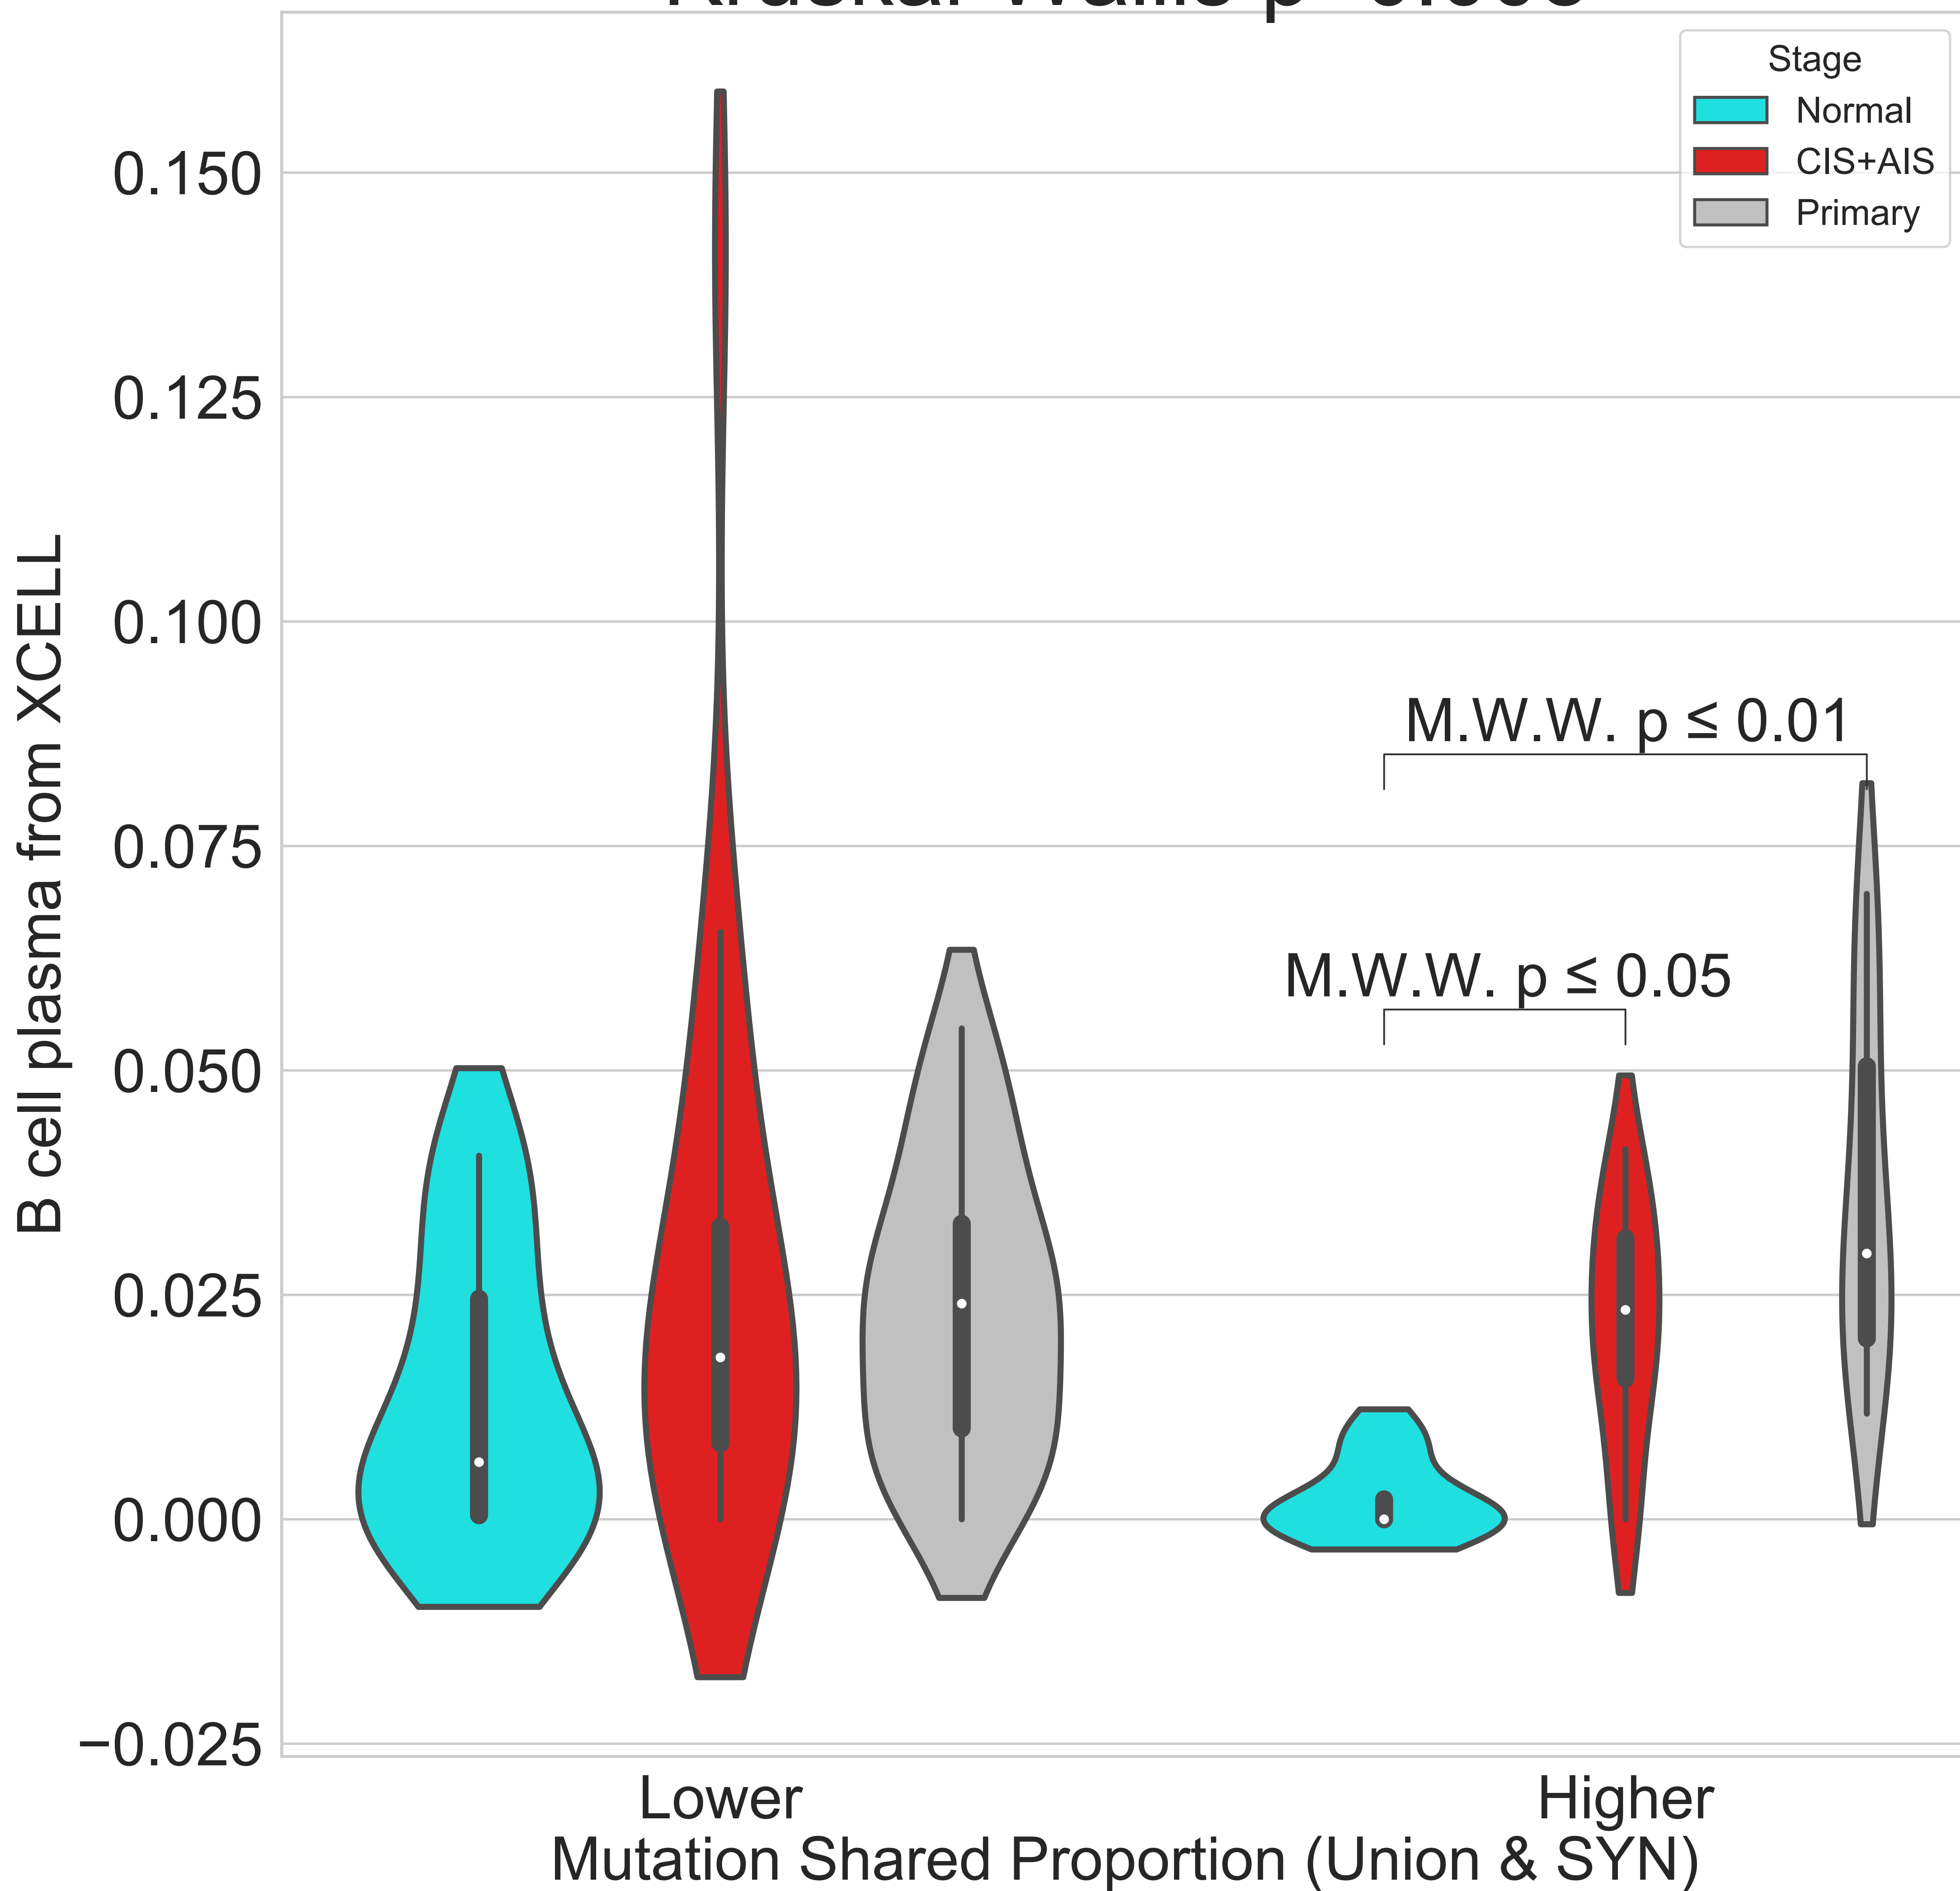 Stage
Normal
CIS+AIS
Primary
0.150
0.125
0.100
0.075
0.050
0.025
0.000
−0.025
B cell plasma from XCELL
M.W.W. p ≤ 0.01
M.W.W. p ≤ 0.05
Lower
Higher
Mutation Shared Proportion (Union & SYN)